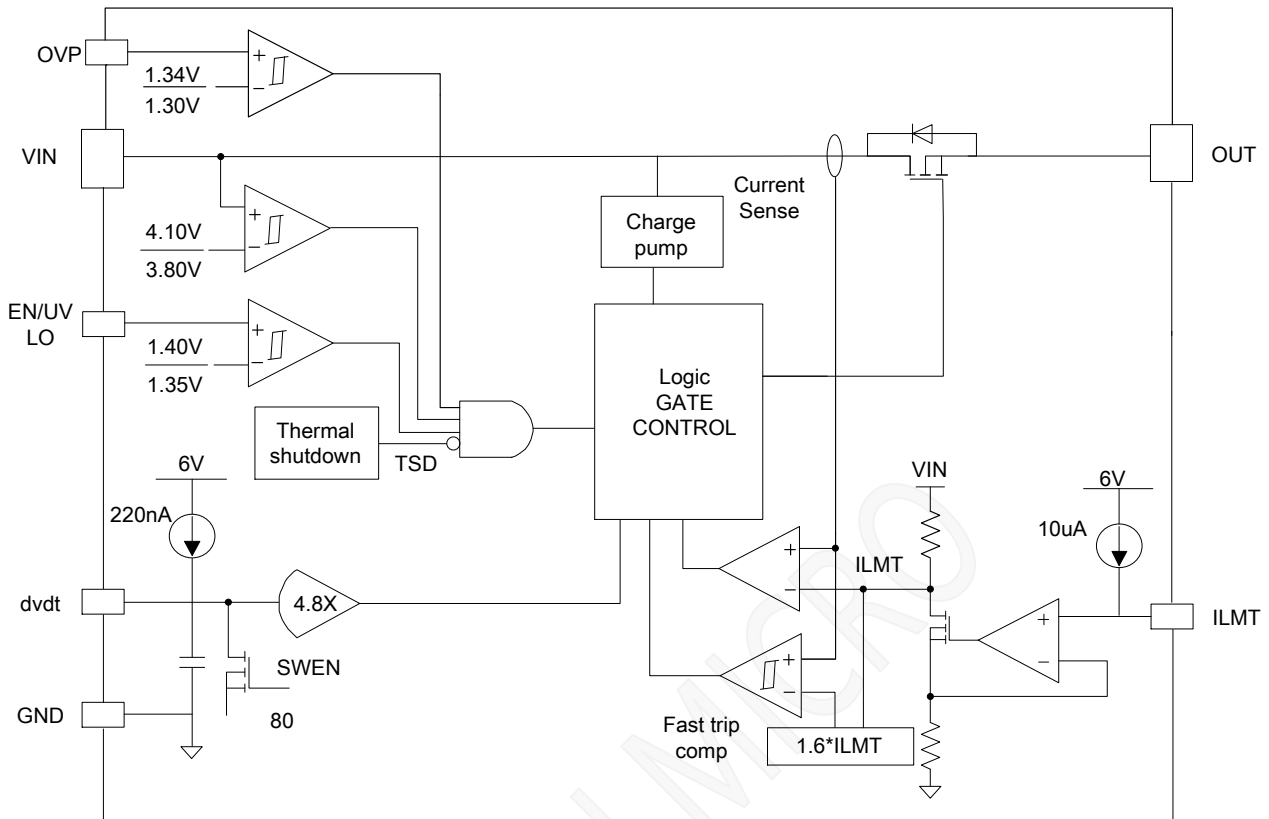 OVP
+
1.34V
−
1.30V
VIN
OUT
Current
Sense
Charge
pump
+
4.10V
−
3.80V
EN/UV
LO
+
1.40V
−
1.35V
Logic
GATE
CONTROL
Thermal
shutdown
TSD
6V
220nA
VIN
6V
10uA
+
ILMT
−
dvdt
4.8X
+
ILMT
−
SWEN
+
−
GND
80
Fast trip
comp
1.6*ILMT
MICRO